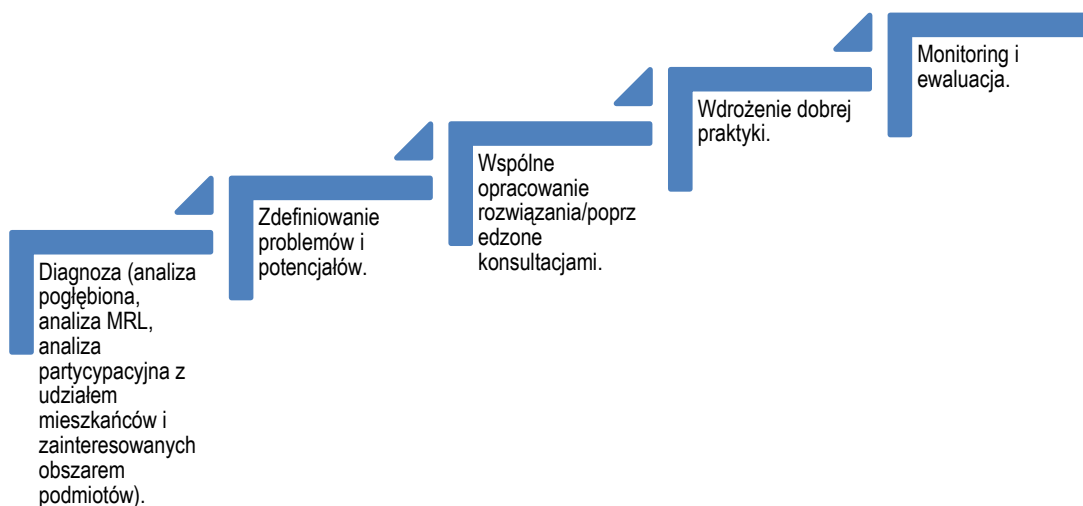 Diagnoza (analiza
pogłębiona,
analiza MRL,
analiza
partycypacyjna z
udziałem
mieszkańców i
zainteresowanych
obszarem
podmiotów).
Zdefiniowanie
problemów i
potencjałów.
Wspólne
opracowanie
rozwiązania/poprz
edzone
konsultacjami.
Wdrożenie dobrej
praktyki.
Monitoring i
ewaluacja.